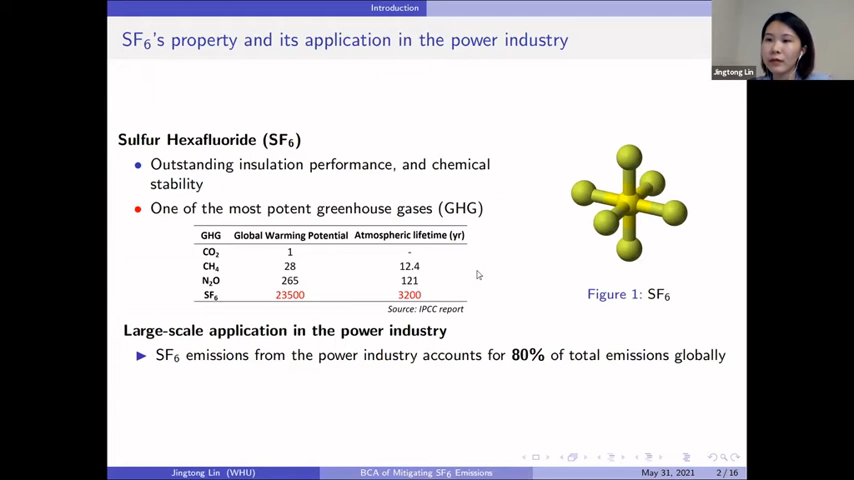 Introduction
SF₆'s property and its application in the power industry
Jingtong Lin
Sulfur Hexafluoride (SF₆)
• Outstanding insulation performance, and chemical
stability
• One of the most potent greenhouse gases (GHG)
GHG Global Warming Potential Atmospheric lifetime (yr)
CO₂ 1 -
CH₄ 28 12.4
N₂O 265 121
SF₆ 23500 3200
Source: IPCC report
Figure 1: SF₆
Large-scale application in the power industry
▶ SF₆ emissions from the power industry accounts for 80% of total emissions globally
Jingtong Lin (WHU) BCA of Mitigating SF₆ Emissions May 31, 2021 2 / 16